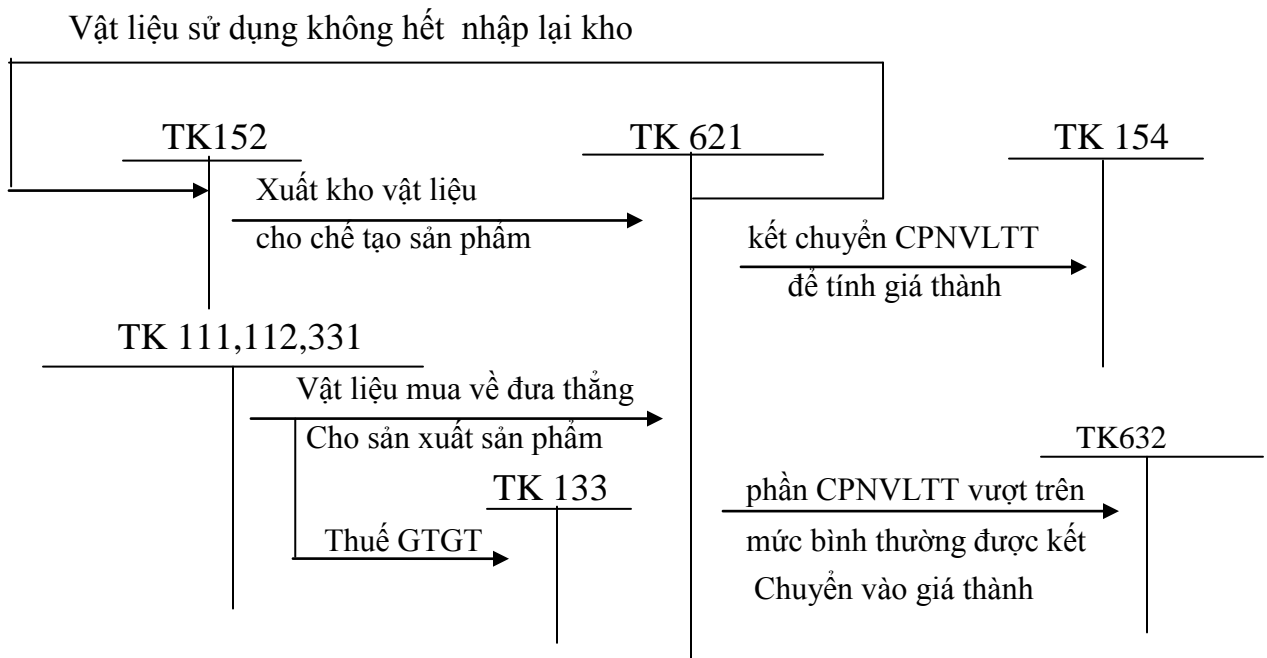 Vật liệu sử dụng không hết nhập lại kho
TK152
TK 621
TK 154
Xuất kho vật liệu
cho chế tạo sản phẩm
kết chuyển CPNVLTT
để tính giá thành
TK 111,112,331
Vật liệu mua về đưa thẳng
Cho sản xuất sản phẩm
TK632
TK 133
phần CPNVLTT vượt trên
Thuế GTGT
mức bình thường được kết
Chuyển vào giá thành